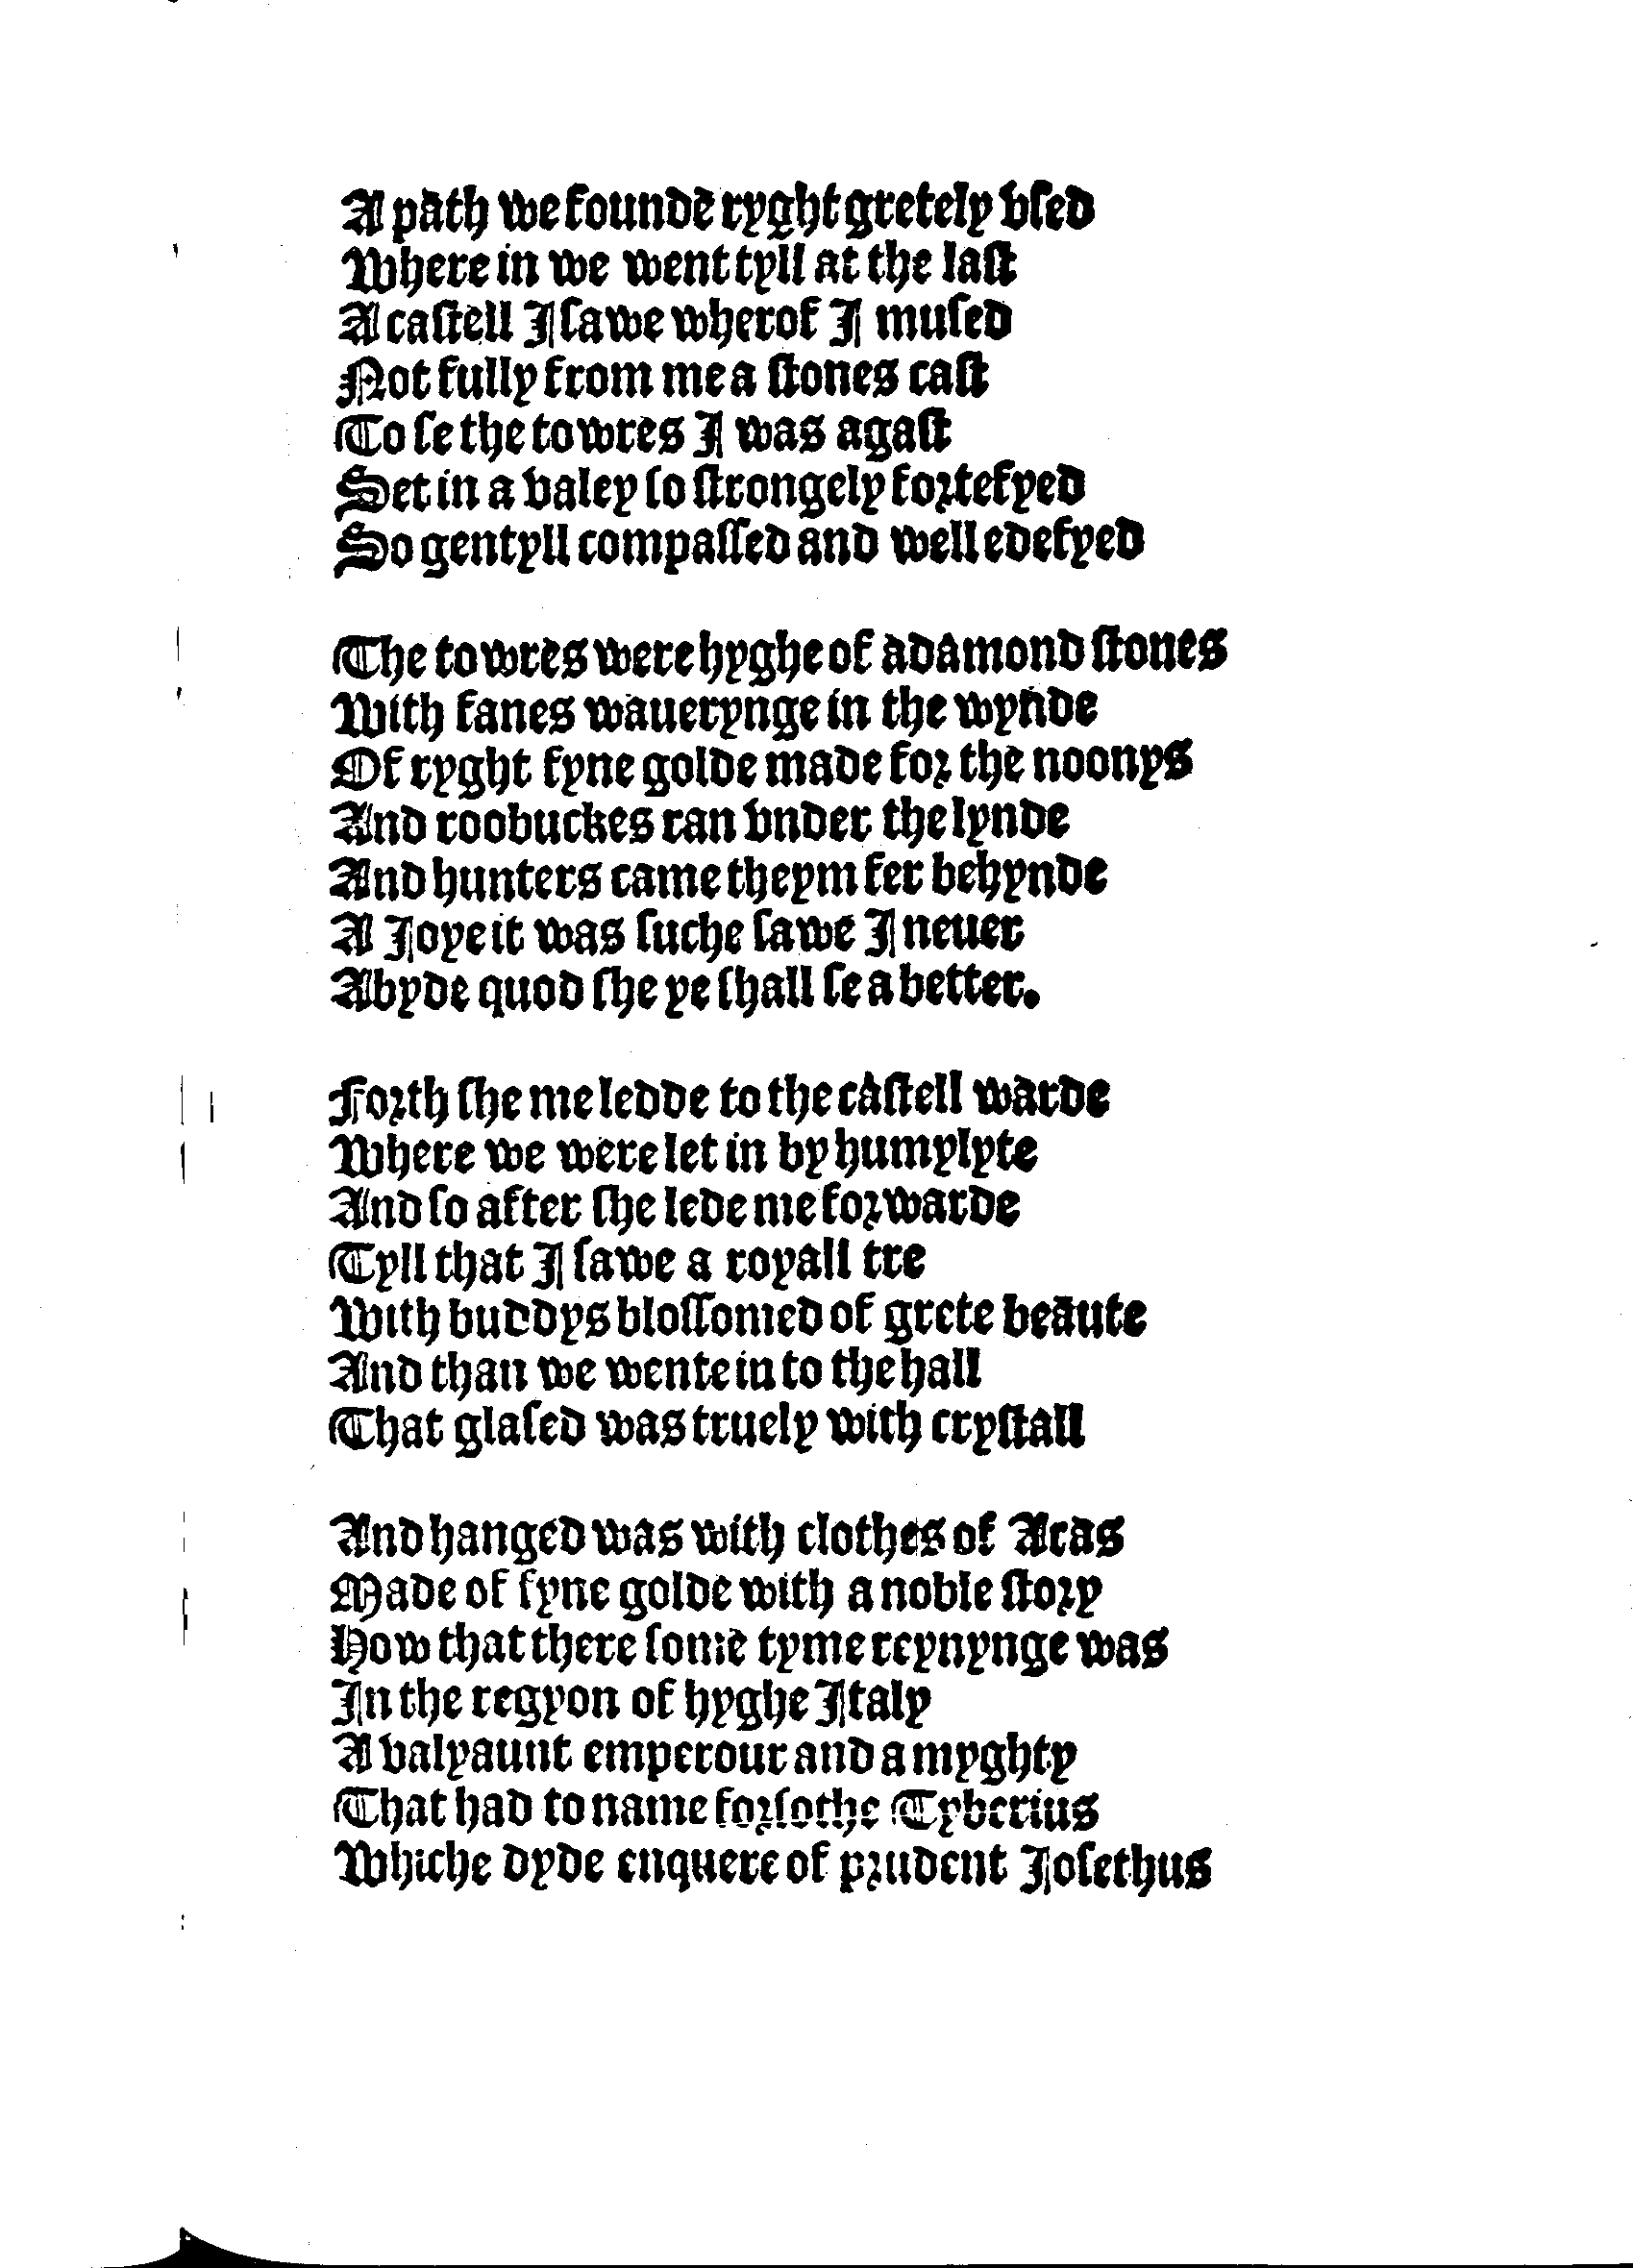 A path we founde ryght gretely vſed
Where in we went tyll at the laſt
A caſtell I ſawe wherof I muſed
Not fully from me a ſtones caſt
To ſe the towres I was agaſt
Set in a valey ſo ſtrongely fortefyed
So gentyll compaſſed and well edefyed

The towres were hyghe of adamond ſtones
With fanes wauerynge in the wynde
Of ryght fyne golde made for the noonys
And roobuckes ran vnder the lynde
And hunters came theym fer behynde
A Joye it was ſuche ſawe I neuer
Abyde quod ſhe ye ſhall ſe a better.

Forth ſhe me ledde to the caſtell warde
Where we were let in by humylyte
And ſo after ſhe lede me forwarde
Tyll that I ſawe a royall tre
With buddys bloſſomed of grete beaute
And than we wente in to the hall
That glaſed was truely with cryſtall

And hanged was with clothes of Aras
Made of fyne golde with a noble ſtory
How that there ſome tyme reynynge was
In the regyon of hyghe Italy
A valyaunt emperour and a myghty
That had to name forſothe Tyberius
Whiche dyde enquere of prudent Joſethus